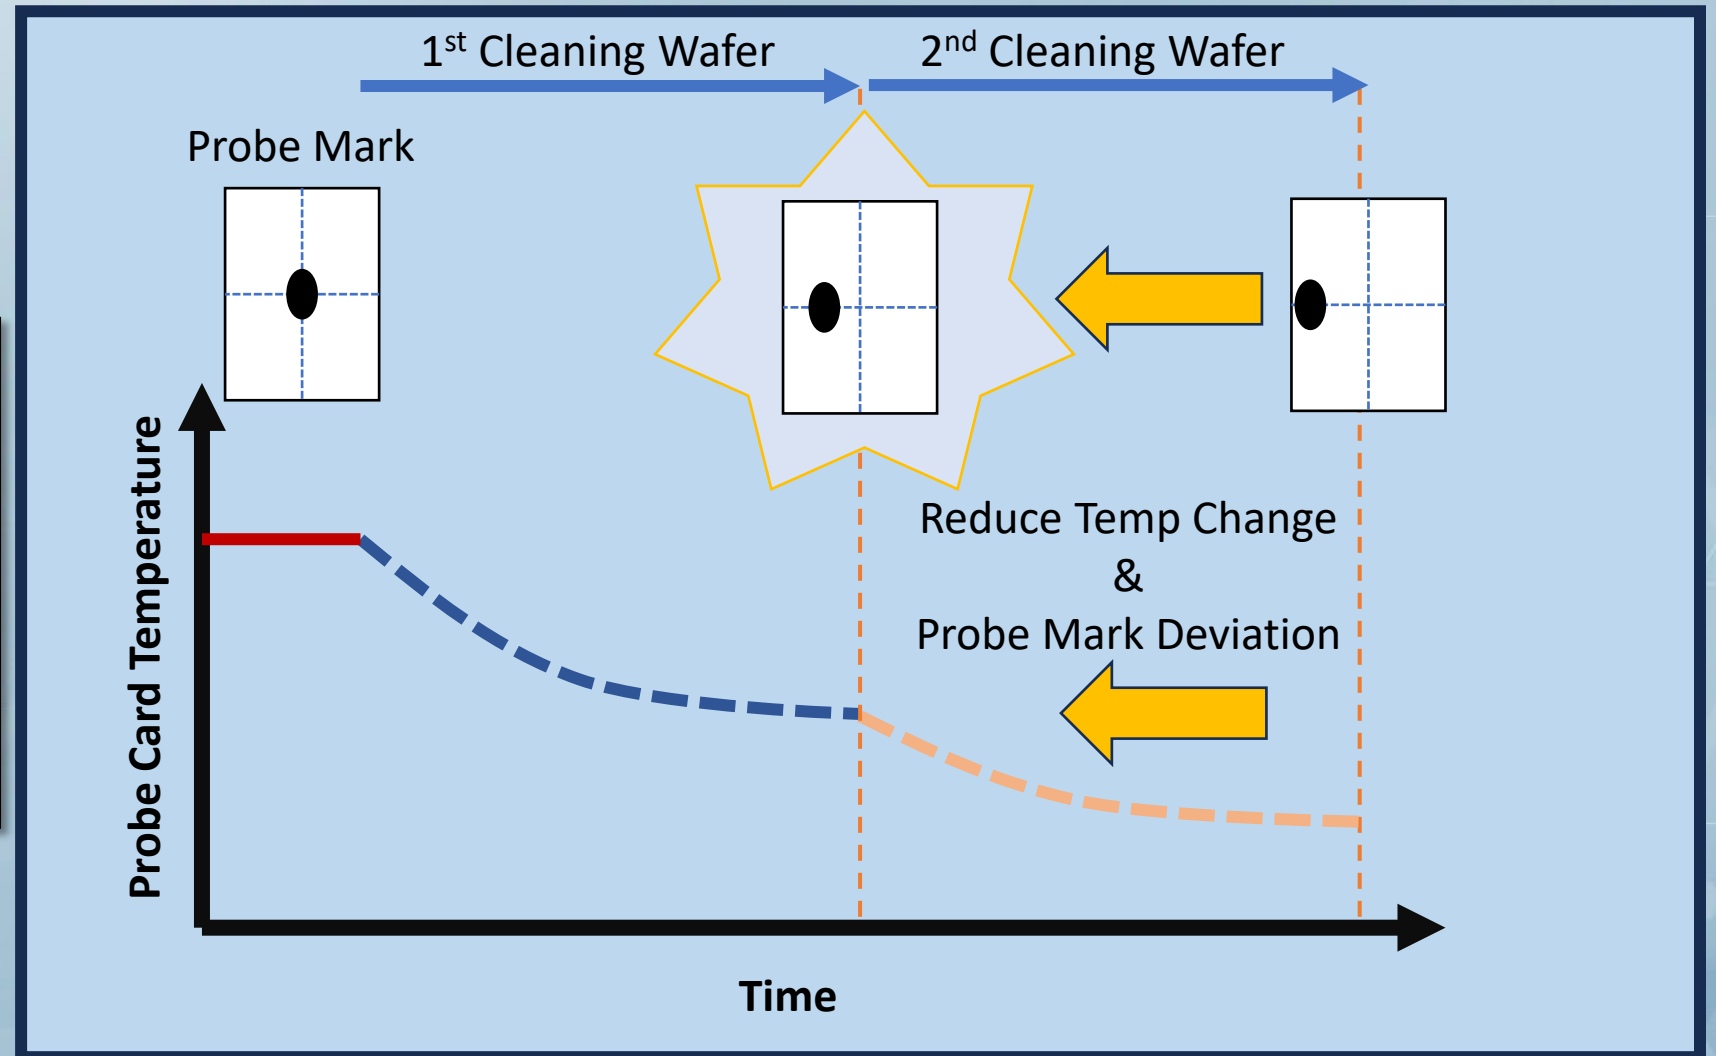 1st Cleaning Wafer
2nd Cleaning Wafer
Probe Mark
Probe Card Temperature
Reduce Temp Change
&
Probe Mark Deviation
Time